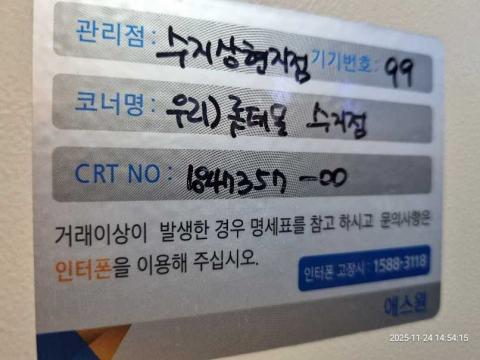 관리점 : 수지상현지점 기기번호 : 99
코너명 : 우리) 롯데몰 수지점
CRT NO : 1847357-00
거래이상이 발생한 경우 명세표를 참고 하시고 문의사항은
인터폰을 이용해 주십시오.
인터폰 고장시 : 1588-3118
에스원
2025-11-24 14:54:15